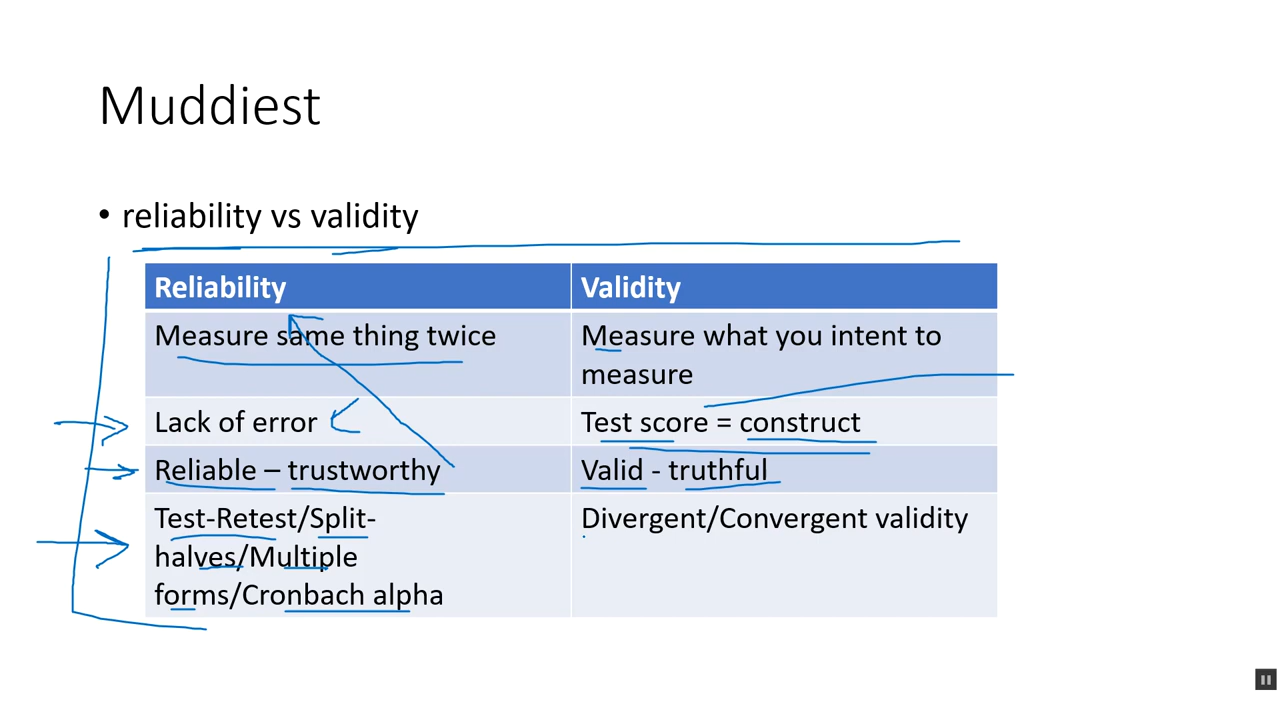 Muddiest
• reliability vs validity
Reliability
Validity
Measure same thing twice
Measure what you intent to
measure
Lack of error
Test score = construct
Reliable – trustworthy
Valid - truthful
Test-Retest/Split-
halves/Multiple
forms/Cronbach alpha
Divergent/Convergent validity